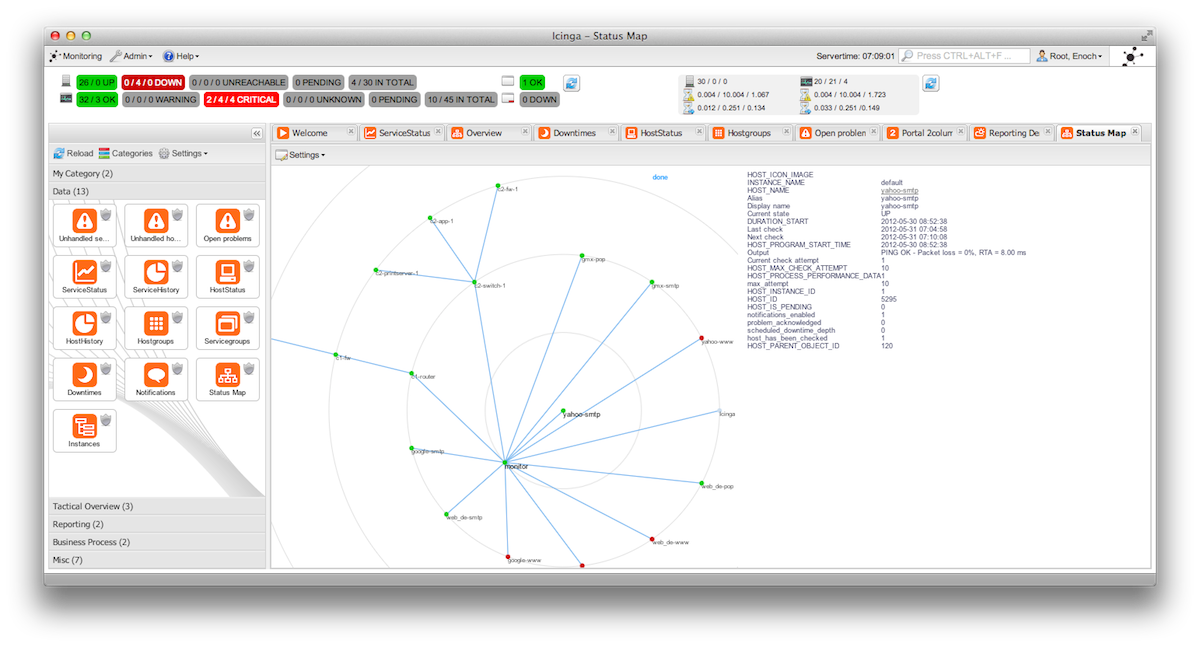 Icinga – Status Map
Monitoring Admin Help Servertime: 07:09:01 Press CTRL+ALT+F ... Root, Enoch
26 / 0 UP 0 / 4 / 0 DOWN 0 / 0 / 0 UNREACHABLE 0 PENDING 4 / 30 IN TOTAL 1 OK 30 / 0 / 0 20 / 21 / 4
0.004 / 10.004 / 1.067 0.004 / 10.004 / 1.723
32 / 3 OK 0 / 0 / 0 WARNING 2 / 4 / 4 CRITICAL 0 / 0 / 0 UNKNOWN 0 PENDING 10 / 45 IN TOTAL 0 DOWN 0.012 / 0.251 / 0.134 0.033 / 0.251 /0.149
Welcome ServiceStatus Overview Downtimes HostStatus Hostgroups Open problen Portal 2colum Reporting De Status Map
Reload Categories Settings
My Category (2)
Data (13)
Unhandled se... Unhandled ho... Open problems
ServiceStatus ServiceHistory HostStatus
HostHistory Hostgroups Servicegroups
Downtimes Notifications Status Map
Instances
Tactical Overview (3)
Reporting (2)
Business Process (2)
Misc (7)
Settings
done
c2-fw-1
c2-app-1
gmx-pop
c2-printserver-1
c2-switch-1
gmx-smtp
yahoo-www
c1-fw
c1-router
yahoo-smtp
icinga
google-smtp
monitor
web_de-pop
web_de-smtp
web_de-www
google-www
HOST_ICON_IMAGE
INSTANCE_NAME default
HOST_NAME yahoo-smtp
Alias yahoo-smtp
Display name yahoo-smtp
Current state UP
DURATION_START 2012-05-30 08:52:38
Last check 2012-05-31 07:04:58
Next check 2012-05-31 07:10:08
HOST_PROGRAM_START_TIME 2012-05-30 08:52:38
Output PING OK - Packet loss = 0%, RTA = 8.00 ms
Current check attempt 1
HOST_MAX_CHECK_ATTEMPT 10
HOST_PROCESS_PERFORMANCE_DATA 1
max_attempt 10
HOST_INSTANCE_ID 1
HOST_ID 5295
HOST_IS_PENDING 0
notifications_enabled 1
problem_acknowledged 0
scheduled_downtime_depth 0
host_has_been_checked 1
HOST_PARENT_OBJECT_ID 120